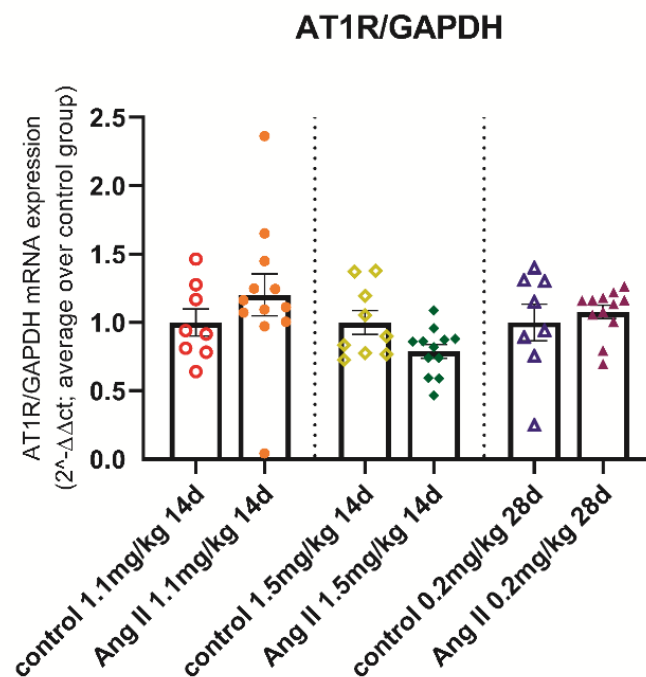 AT1R/GAPDH
AT1R/GAPDH mRNA expression
(2^-ΔΔct; average over control group)
2.5
2.0
1.5
1.0
0.5
0.0
control 1.1mg/kg 14d
Ang II 1.1mg/kg 14d
control 1.5mg/kg 14d
Ang II 1.5mg/kg 14d
control 0.2mg/kg 28d
Ang II 0.2mg/kg 28d